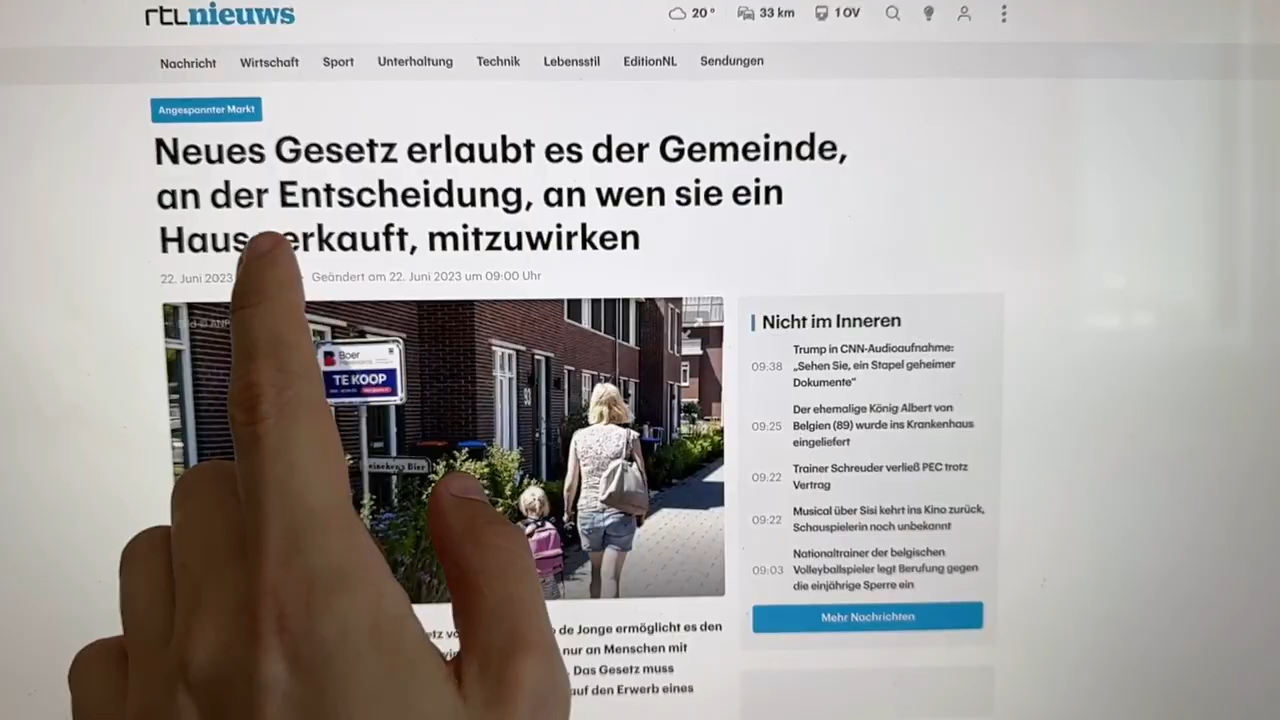 rtlnieuws
20° 33 km 1 OV
Nachricht Wirtschaft Sport Unterhaltung Technik Lebensstil EditionNL Sendungen
Angespannter Markt
Neues Gesetz erlaubt es der Gemeinde,
an der Entscheidung, an wen sie ein
Haus erkauft, mitzuwirken
22. Juni 2023 Geändert am 22. Juni 2023 um 09:00 Uhr
Boer
TE KOOP
93
Nicht im Inneren
09:38 Trump in CNN-Audioaufnahme:
„Sehen Sie, ein Stapel geheimer
Dokumente“
09:25 Der ehemalige König Albert von
Belgien (89) wurde ins Krankenhaus
eingeliefert
09:22 Trainer Schreuder verließ PEC trotz
Vertrag
09:22 Musical über Sisi kehrt ins Kino zurück,
Schauspielerin noch unbekannt
09:03 Nationaltrainer der belgischen
Volleyballspieler legt Berufung gegen
die einjährige Sperre ein
Mehr Nachrichten
de Jonge ermöglicht es den
nur an Menschen mit
Das Gesetz muss
auf den Erwerb eines